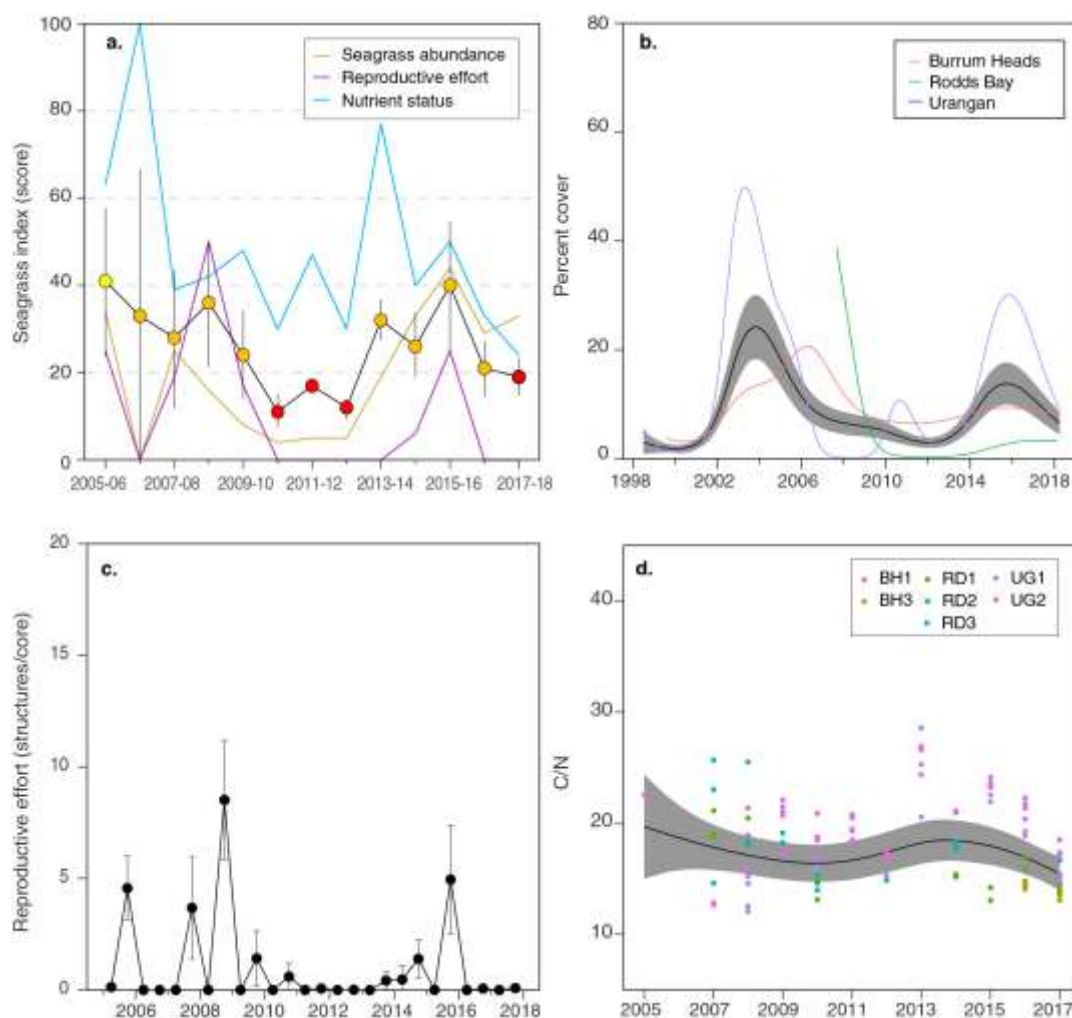 a.
Seagrass abundance
Reproductive effort
Nutrient status
Seagrass index (score)
100
80
60
40
20
0
2005-06 2007-08 2009-10 2011-12 2013-14 2015-16 2017-18
b.
Burrum Heads
Rodds Bay
Urangan
Percent cover
80
60
40
20
0
1998 2002 2006 2010 2014 2018
c.
Reproductive effort (structures/core)
20
15
10
5
0
2006 2008 2010 2012 2014 2016 2018
d.
BH1 RD1 UG1
BH3 RD2 UG2
RD3
C/N
40
30
20
10
2005 2007 2009 2011 2013 2015 2017